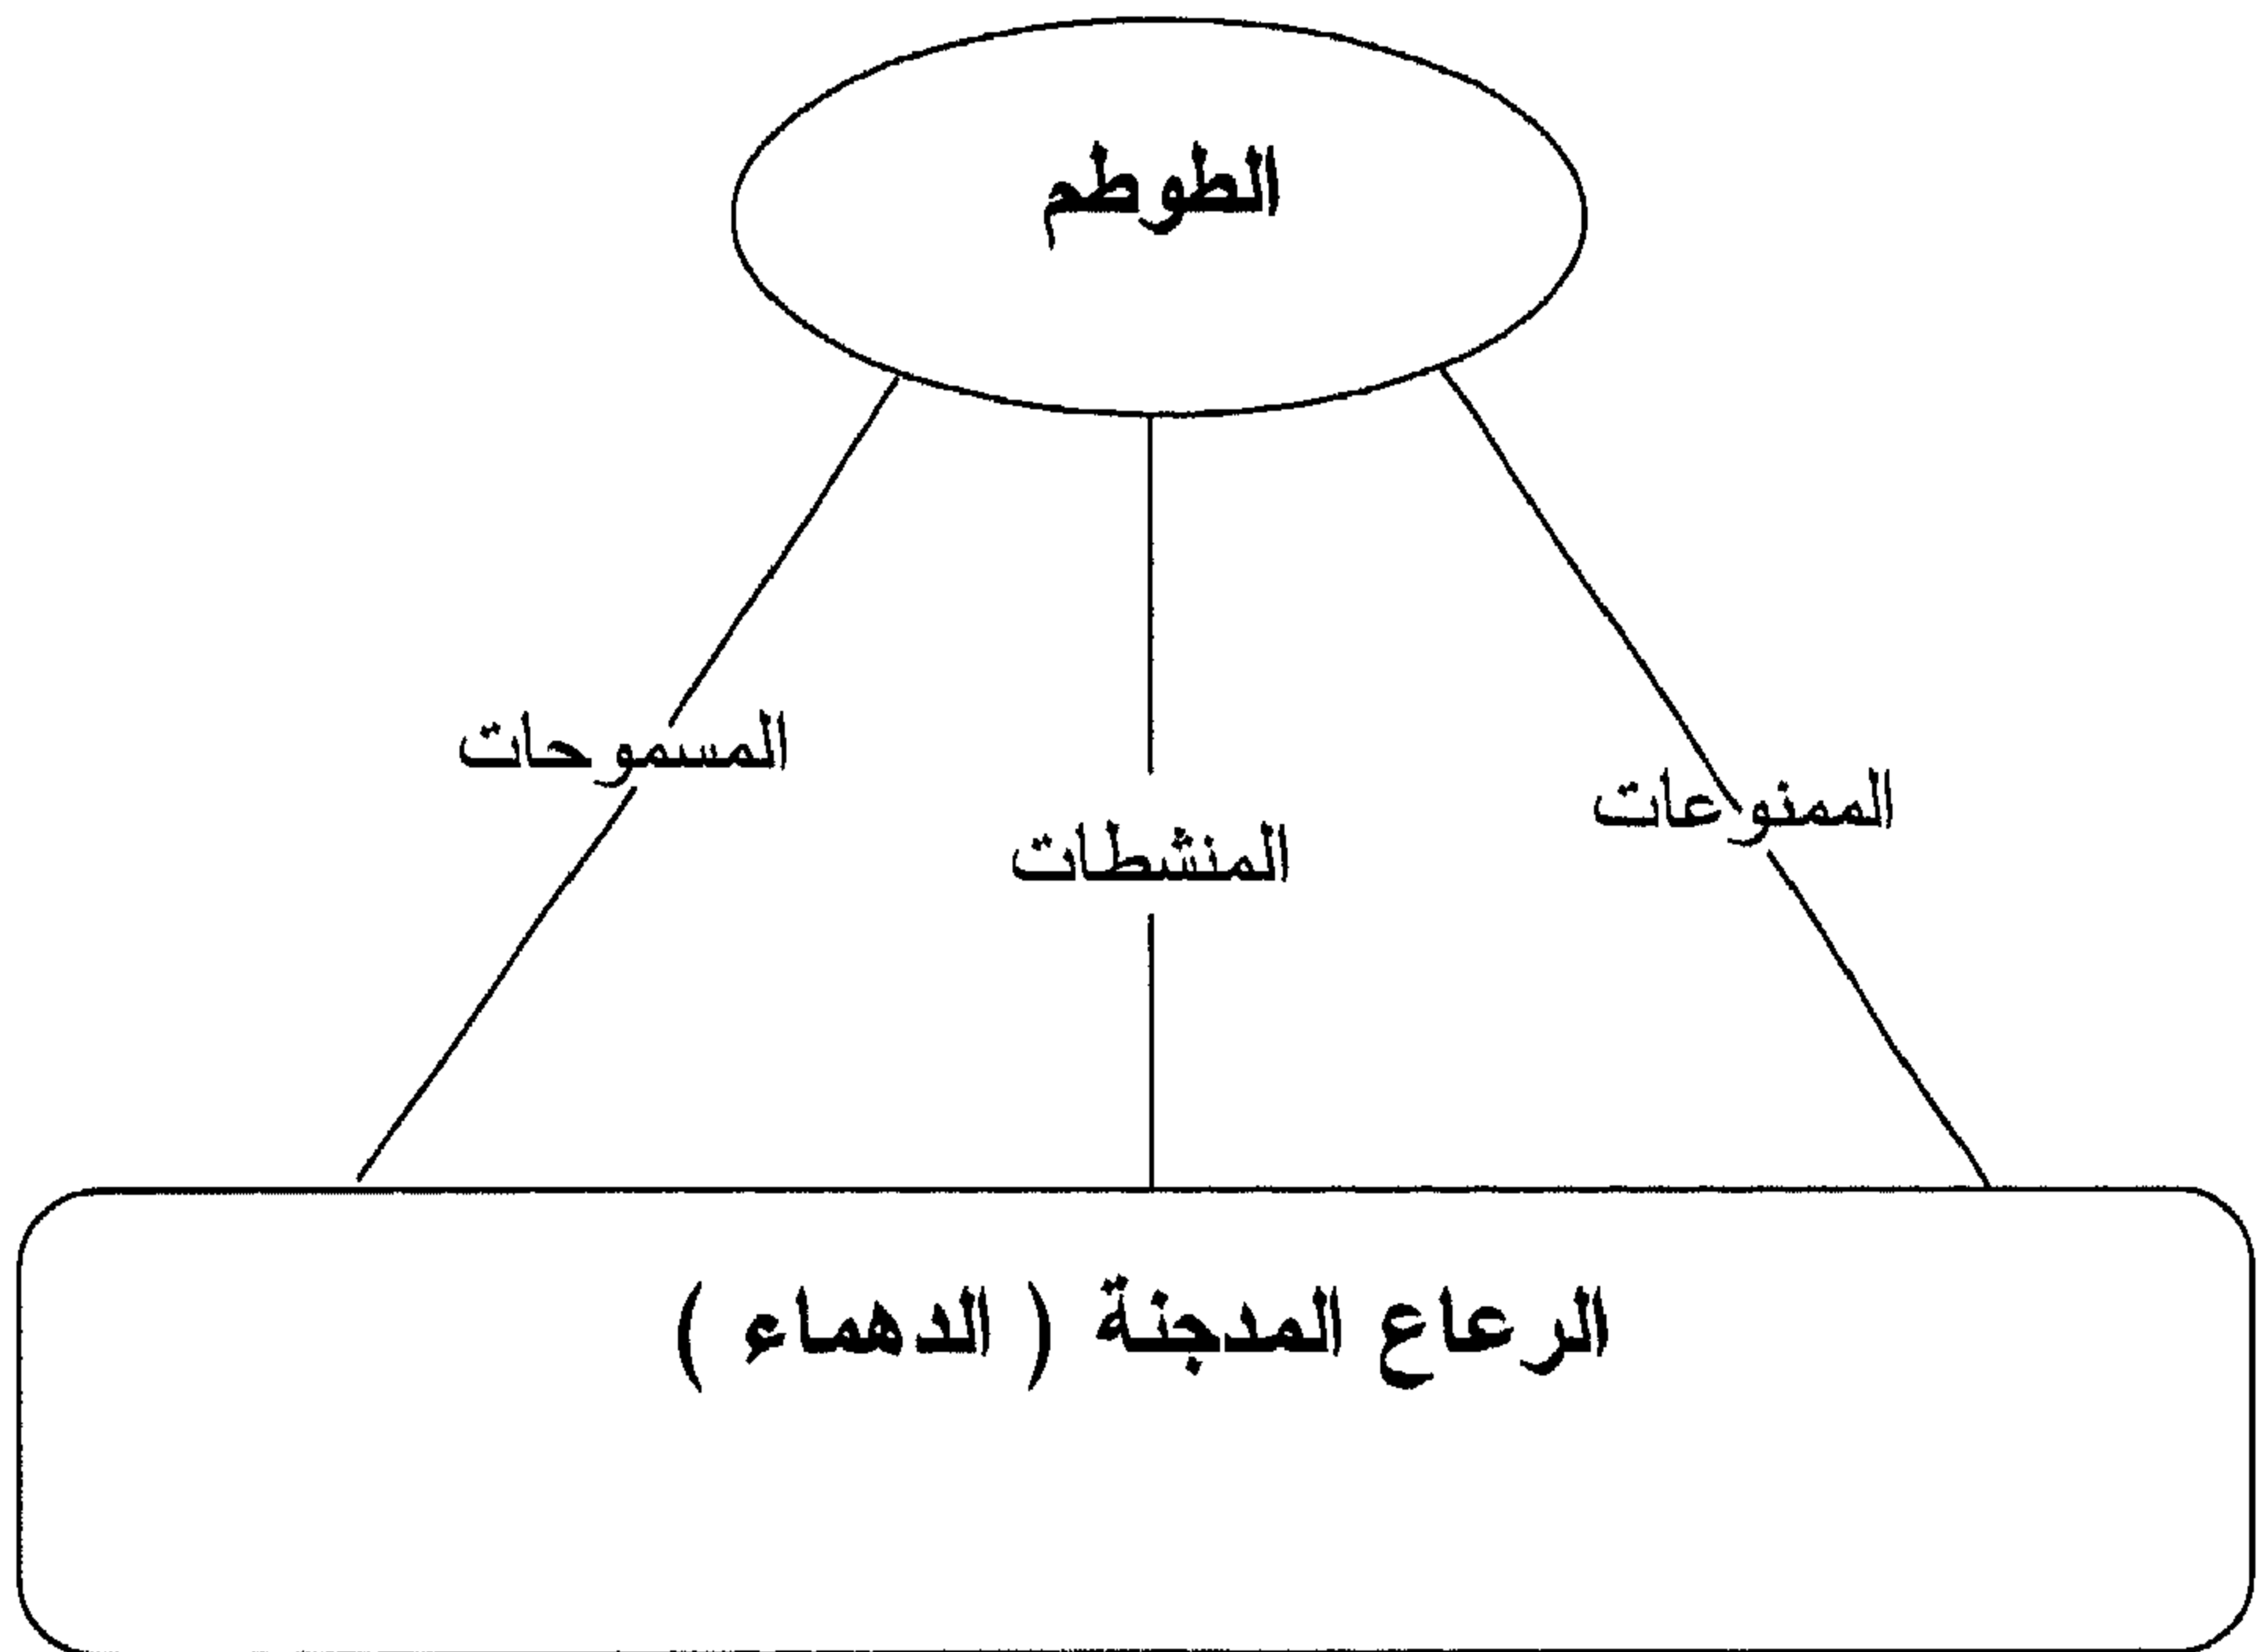 الطوطم
المسموحات
الممنوعات
المنشطات
الرعاع المدجنة ( الدهماء )